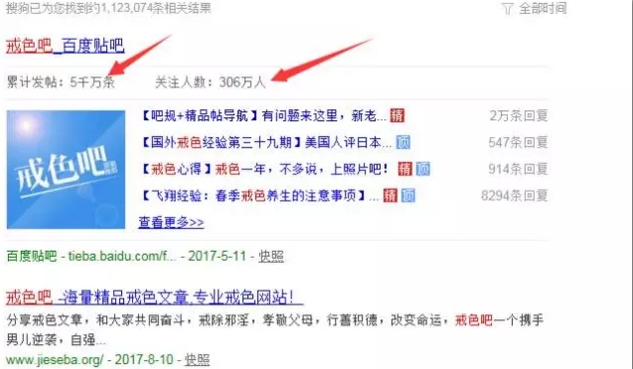 搜狗已为您找到约1,123,074条相关结果 全部时间
戒色吧_百度贴吧
累计发帖：5千万条 关注人数：306万人
【吧规+精品帖导航】有问题来这里，新老... 精 2万条回复
【国外戒色经验第三十九期】美国人评日本... 顶 547条回复
【戒色心得】戒色一年，不多说，上照片吧！ 精 顶 914条回复
【飞翔经验：春季戒色养生的注意事项】... 精 顶 8294条回复
戒色吧
查看更多>>
百度贴吧 - tieba.baidu.com/f... - 2017-5-11 - 快照
戒色吧 -海量精品戒色文章,专业戒色网站！
分享戒色文章，和大家共同奋斗，戒除邪淫，孝敬父母，行善积德，改变命运，戒色吧一个携手
男儿逆袭，自强...
www.jieseba.org/ - 2017-8-10 - 快照